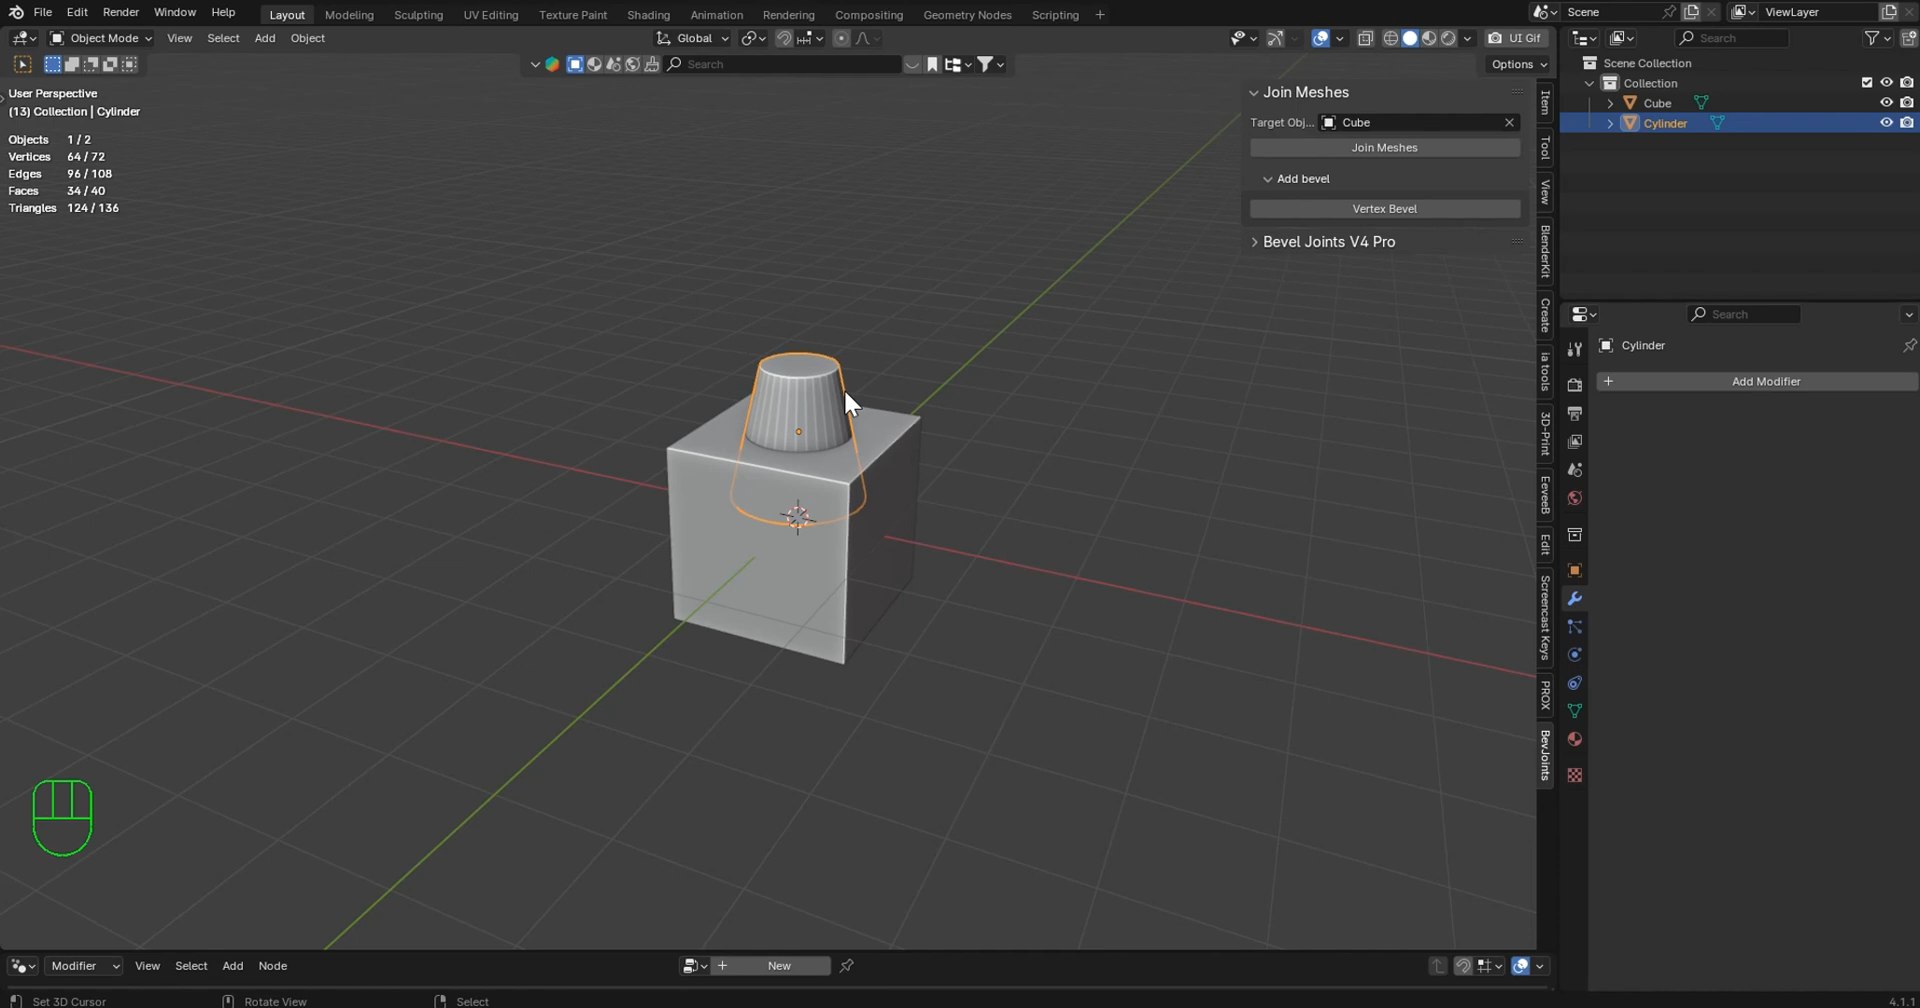 File Edit Render Window Help Layout Modeling Sculpting UV Editing Texture Paint Shading Animation Rendering Compositing Geometry Nodes Scripting + Scene ViewLayer
Object Mode View Select Add Object Global UI Gif Search
Search Options
User Perspective
(13) Collection | Cylinder
Objects 1 / 2
Vertices 64 / 72
Edges 96 / 108
Faces 34 / 40
Triangles 124 / 136
Join Meshes
Target Obj... Cube
Join Meshes
Add bevel
Vertex Bevel
Bevel Joints V4 Pro
Item
Tool
View
BlenderKit
Create
ia tools
3D-Print
EeveeB
Edit
Screencast Keys
PROX
BevJoints
Scene Collection
Collection
Cube
Cylinder
Search
Cylinder
+ Add Modifier
Modifier View Select Add Node + New
Set 3D Cursor Rotate View Select 4.1.1